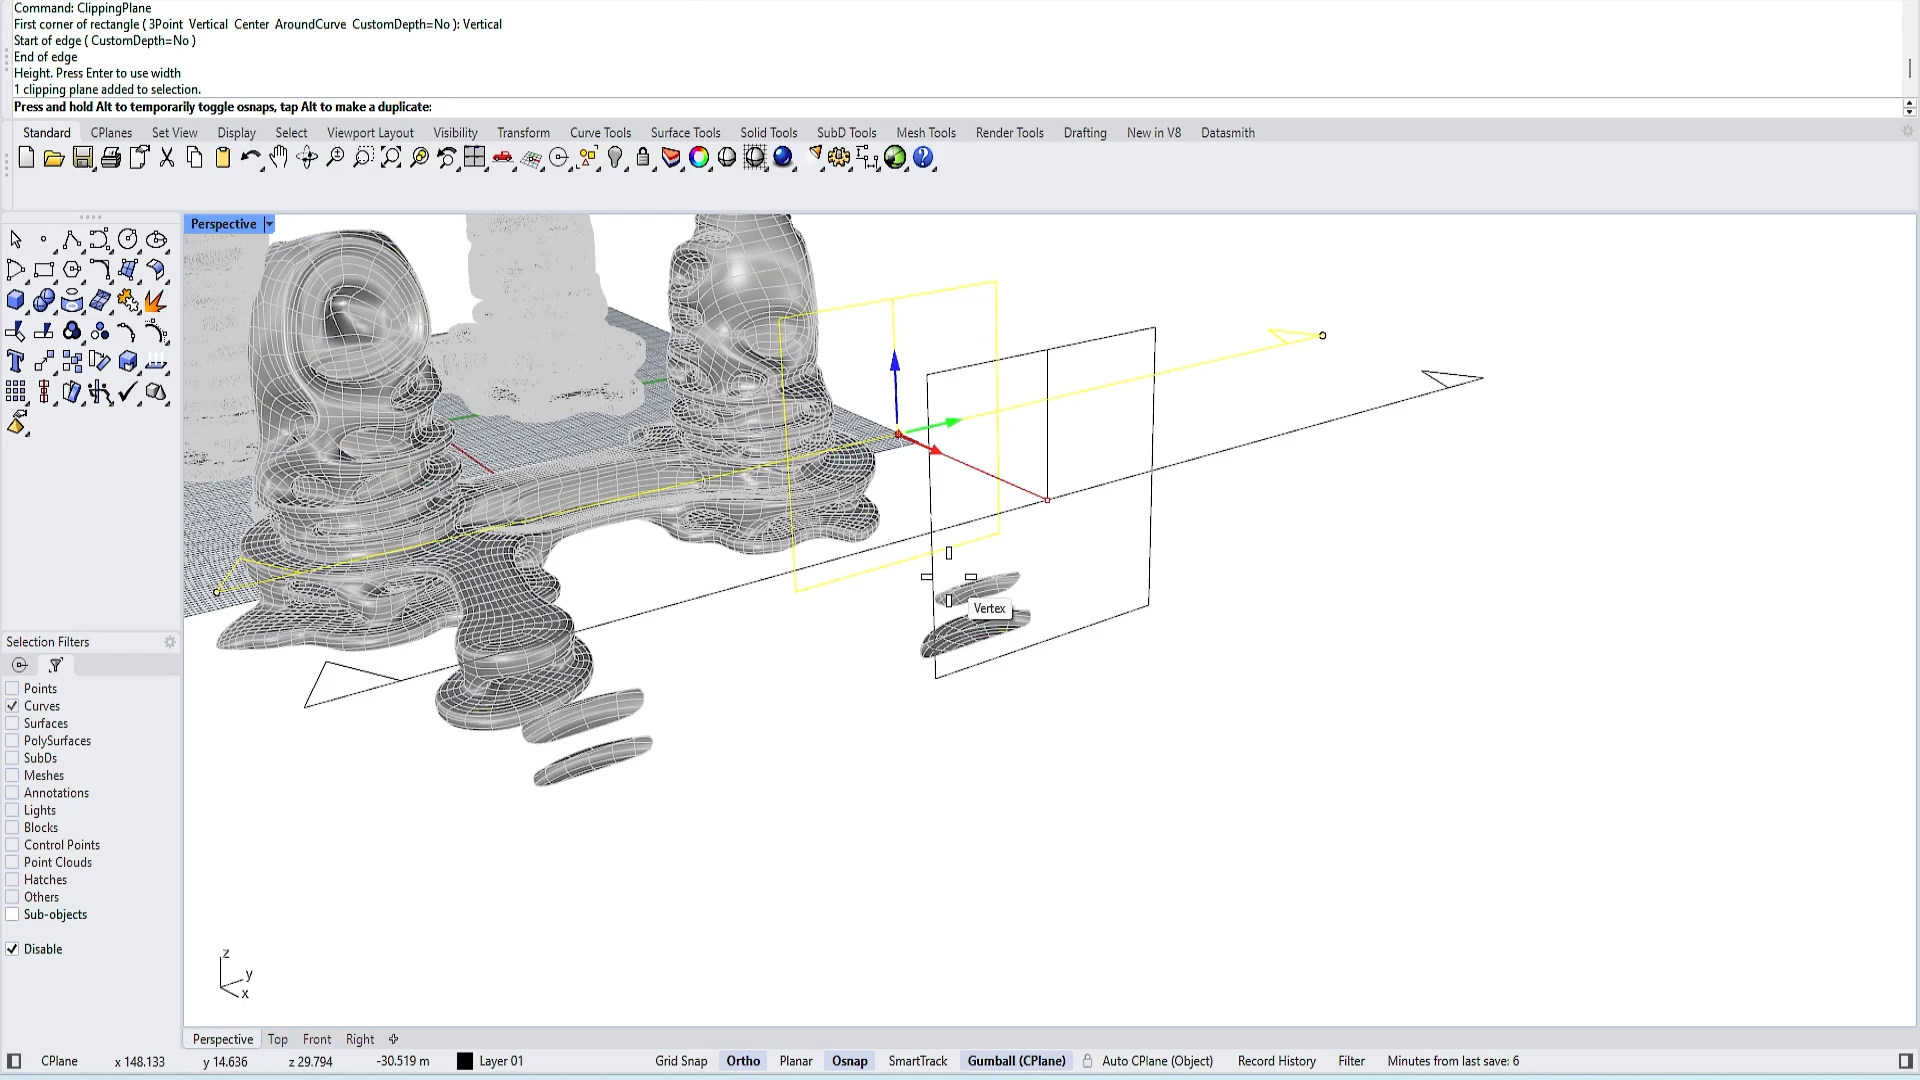 Command: ClippingPlane
First corner of rectangle ( 3Point  Vertical  Center  AroundCurve  CustomDepth=No ): Vertical
Start of edge ( CustomDepth=No )
End of edge
Height. Press Enter to use width
1 clipping plane added to selection.
Press and hold Alt to temporarily toggle osnaps, tap Alt to make a duplicate:
Standard CPlanes Set View Display Select Viewport Layout Visibility Transform Curve Tools Surface Tools Solid Tools SubD Tools Mesh Tools Render Tools Drafting New in V8 Datasmith
Perspective
Vertex
Selection Filters
Points
Curves
Surfaces
PolySurfaces
SubDs
Meshes
Annotations
Lights
Blocks
Control Points
Point Clouds
Hatches
Others
Sub-objects
Disable
z
y
x
Perspective Top Front Right
CPlane x 148.133 y 14.636 z 29.794 -30.519 m Layer 01 Grid Snap Ortho Planar Osnap SmartTrack Gumball (CPlane) Auto CPlane (Object) Record History Filter Minutes from last save: 6